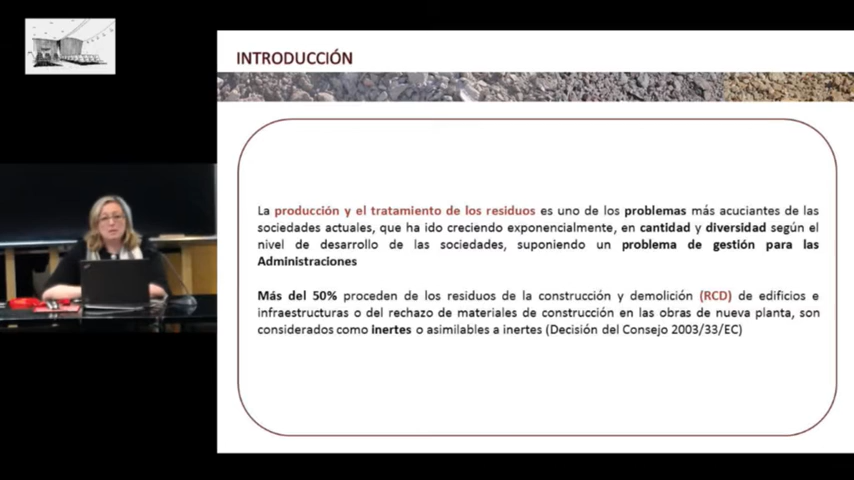 INTRODUCCIÓN
La producción y el tratamiento de los residuos es uno de los problemas más acuciantes de las
sociedades actuales, que ha ido creciendo exponencialmente, en cantidad y diversidad según el
nivel de desarrollo de las sociedades, suponiendo un problema de gestión para las
Administraciones
Más del 50% proceden de los residuos de la construcción y demolición (RCD) de edificios e
infraestructuras o del rechazo de materiales de construcción en las obras de nueva planta, son
considerados como inertes o asimilables a inertes (Decisión del Consejo 2003/33/EC)